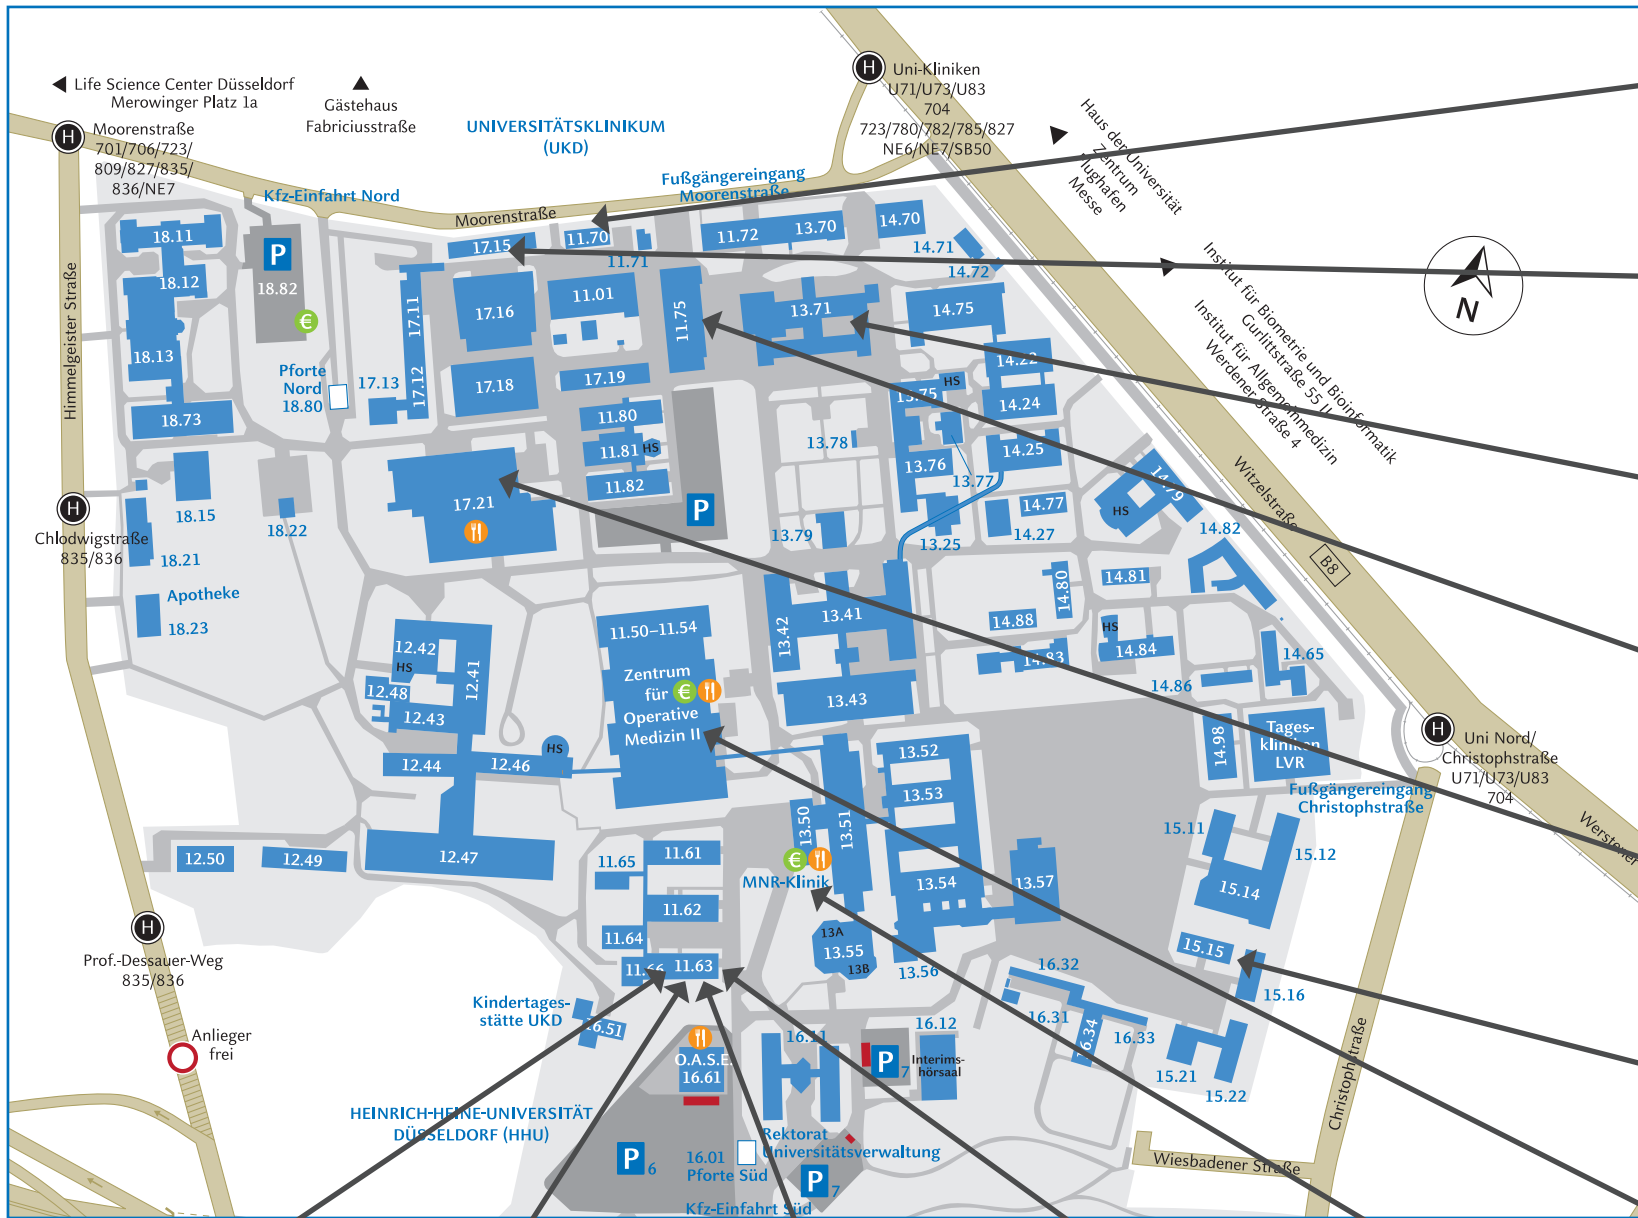 Life Science Center Düsseldorf
Merowinger Platz 1a
Gästehaus
Fabriciusstraße
UNIVERSITÄTSKLINIKUM
(UKD)
H
Uni-Kliniken
U71/U73/U83
704
723/780/782/785/827
NE6/NE7/SB50
Haus der Universität
Zentrum
Flughafen
Messe
H
Moorenstraße
701/706/723/
809/827/835/
836/NE7
Kfz-Einfahrt Nord
Moorenstraße
Fußgängereingang
Moorenstraße
Himmelgeister Straße
18.11
18.12
18.13
18.73
P
18.82
€
Pforte
Nord
18.80
17.13
17.11
17.12
17.15
17.16
17.18
11.70
11.71
11.01
17.19
11.75
11.72
13.70
14.70
14.71
14.72
13.71
14.75
14.22
14.24
14.25
HS
13.75
13.76
13.77
13.78
13.79
13.25
14.27
14.77
14.79
HS
14.82
11.80
11.81
HS
11.82
P
17.21
Institut für Biometrie und Bioinformatik
Gurlittstraße 55 II
Institut für Allgemeinmedizin
Werdener Straße 4
N
Witzelstraße
B8
H
Chlodwigstraße
835/836
18.15
18.21
18.22
Apotheke
18.23
12.42
HS
12.41
12.48
12.43
12.44
12.46
HS
12.47
12.49
12.50
11.50–11.54
Zentrum
für
€
Operative
Medizin II
13.42
13.41
13.43
14.80
14.81
14.88
14.83
HS
14.84
14.86
14.65
14.98
Tages-
kliniken
LVR
H
Uni Nord/
Christophstraße
U71/U73/U83
704
Fußgängereingang
Christophstraße
Werstener
13.50
13.51
13.52
13.53
13.54
13.57
€
MNR-Klinik
13A
13.55
13B
13.56
11.65
11.61
11.62
11.64
11.66
11.63
15.11
15.12
15.14
15.15
15.16
15.21
15.22
16.32
16.31
16.34
16.33
H
Prof.-Dessauer-Weg
835/836
Anlieger
frei
Kindertages-
stätte UKD
16.51
O.A.S.E.
16.61
16.11
P
7
16.12
Interims-
hörsaal
HEINRICH-HEINE-UNIVERSITÄT
DÜSSELDORF (HHU)
P
6
16.01
Pforte Süd
Rektorat
Universitätsverwaltung
P
7
Kfz-Einfahrt Süd
Christophstraße
Wiesbadener Straße